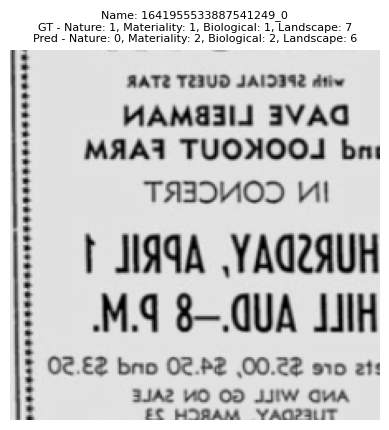 Name: 1641955533887541249_0
GT - Nature: 1, Materiality: 1, Biological: 1, Landscape: 7
Pred - Nature: 0, Materiality: 2, Biological: 2, Landscape: 6
with SPECIAL GUEST STAR
DAVE LIEBMAN
and LOOKOUT FARM
IN CONCERT
HURSDAY, APRIL 1
HILL AUD.—8 P.M.
ets are $5.00, $4.50 and $3.50
AND WILL GO ON SALE
TUESDAY, MARCH 23